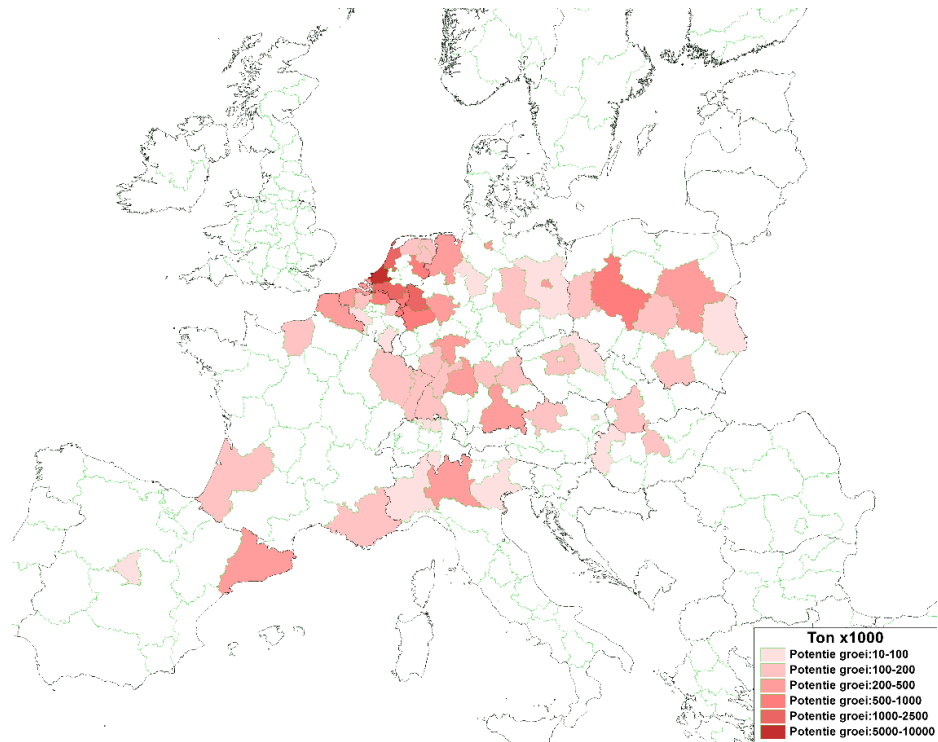 Ton x1000
Potentie groei:10-100
Potentie groei:100-200
Potentie groei:200-500
Potentie groei:500-1000
Potentie groei:1000-2500
Potentie groei:5000-10000